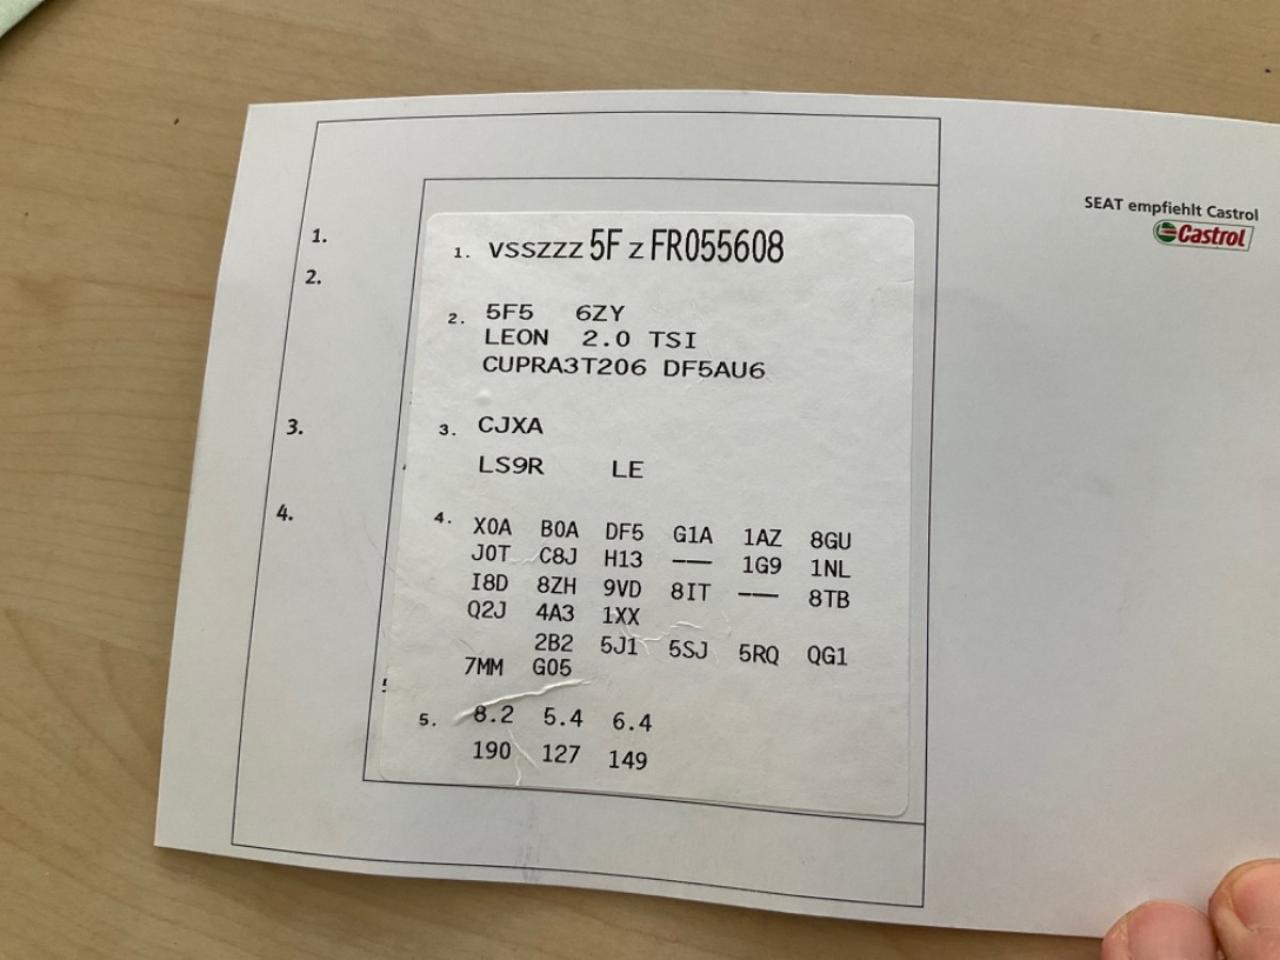 SEAT empfiehlt Castrol
Castrol
1.
2.
3.
4.
1. VSSZZZ 5F Z FR055608
2. 5F5 6ZY
LEON 2.0 TSI
CUPRA3T206 DF5AU6
3. CJXA
LS9R LE
4. X0A B0A DF5 G1A 1AZ 8GU
J0T C8J H13 –– 1G9 1NL
I8D 8ZH 9VD 8IT –– 8TB
Q2J 4A3 1XX
2B2 5J1 5SJ 5RQ QG1
7MM G05
5. 8.2 5.4 6.4
190 127 149